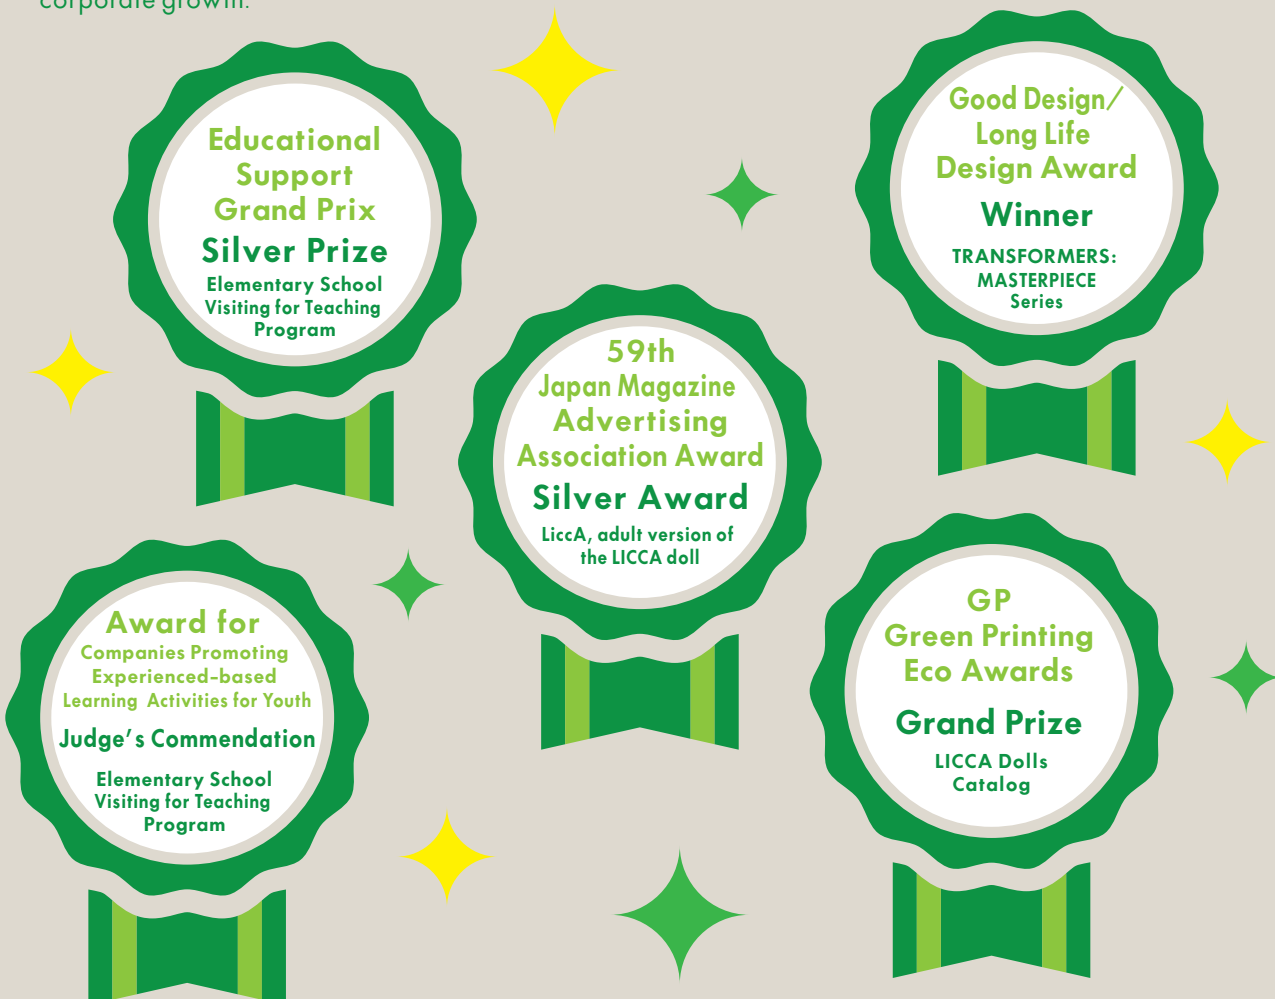 corporate growth.
Educational
Support
Grand Prix
Silver Prize
Elementary School
Visiting for Teaching
Program
Good Design/
Long Life
Design Award
Winner
TRANSFORMERS:
MASTERPIECE
Series
59th
Japan Magazine
Advertising
Association Award
Silver Award
LiccA, adult version of
the LICCA doll
Award for
Companies Promoting
Experienced-based
Learning Activities for Youth
Judge's Commendation
Elementary School
Visiting for Teaching
Program
GP
Green Printing
Eco Awards
Grand Prize
LICCA Dolls
Catalog